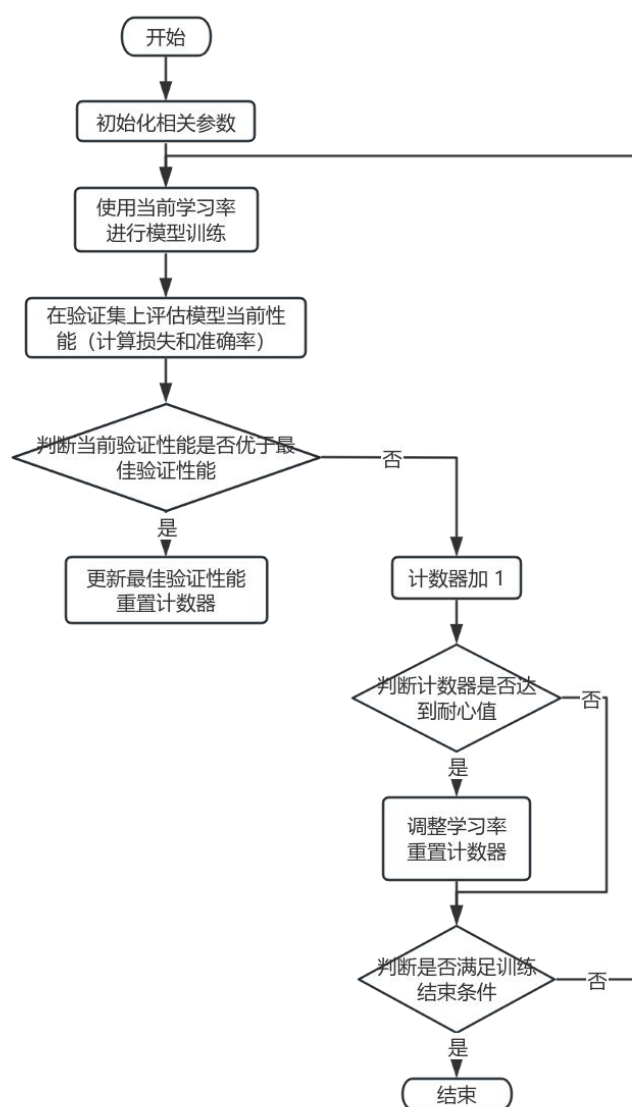 开始
初始化相关参数
使用当前学习率
进行模型训练
在验证集上评估模型当前性
能（计算损失和准确率）
判断当前验证性能是否优于最
佳验证性能
否
是
更新最佳验证性能
重置计数器
计数器加 1
判断计数器是否达
到耐心值
否
是
调整学习率
重置计数器
判断是否满足训练
结束条件
否
是
结束